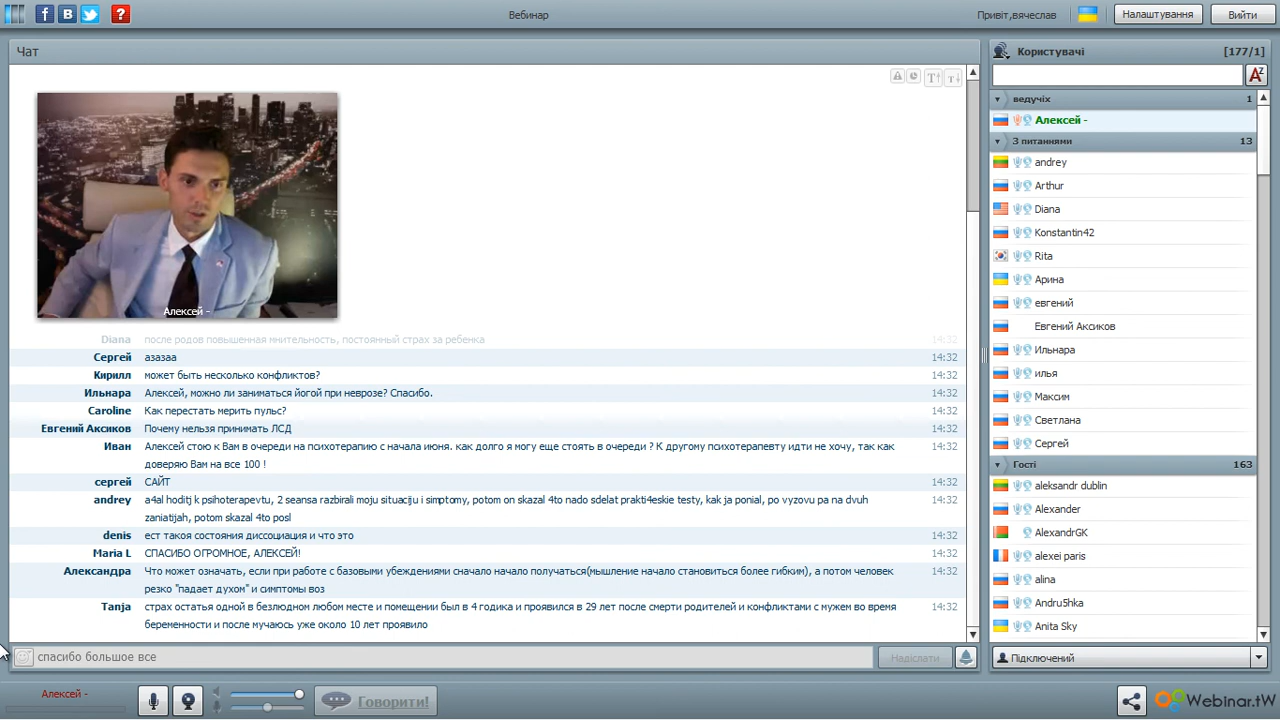 Вебинар
Привіт,вячеслав
Налаштування
Вийти
f
B
?
Чат
T↑
т↓
Алексей -
Diana после родов повышенная мнительность, постоянный страх за ребенка 14:32
Сергей азазаа 14:32
Кирилл может быть несколько конфликтов? 14:32
Ильнара Алексей, можно ли заниматься йогой при неврозе? Спасибо. 14:32
Caroline Как перестать мерить пульс? 14:32
Евгений Аксиков Почему нельзя принимать ЛСД 14:32
Иван Алексей стою к Вам в очереди на психотерапию с начала июня. как долго я могу еще стоять в очереди ? К другому психотерапевту идти не хочу, так как 14:32
доверяю Вам на все 100 !
сергей САЙТ 14:32
andrey a4al hoditj k psihoterapevtu, 2 seansa razbirali moju situaciju i simptomy, potom on skazal 4to nado sdelat prakti4eskie testy, kak ja ponial, po vyzovu pa na dvuh 14:32
zaniatijah, potom skazal 4to posl
denis ест такоя состояния диссоциация и что это 14:32
Maria L СПАСИБО ОГРОМНОЕ, АЛЕКСЕЙ! 14:32
Александра Что может означать, если при работе с базовыми убеждениями сначало начало получаться(мышление начало становиться более гибким), а потом человек 14:32
резко "падает духом" и симптомы воз
Tanja страх остатья одной в безлюдном любом месте и помещении был в 4 годика и проявился в 29 лет после смерти родителей и конфликтами с мужем во время 14:32
беременности и после мучаюсь уже около 10 лет проявило
спасибо большое все
Надіслати
Алексей -
Говорити!
Користувачі [177/1]
AZ
ведучіх 1
Алексей -
З питаннями 13
andrey
Arthur
Diana
Konstantin42
Rita
Арина
евгений
Евгений Аксиков
Ильнара
илья
Максим
Светлана
Сергей
Гості 163
aleksandr dublin
Alexander
AlexandrGK
alexei paris
alina
Andru5hka
Anita Sky
Підключений
Webinar.tw